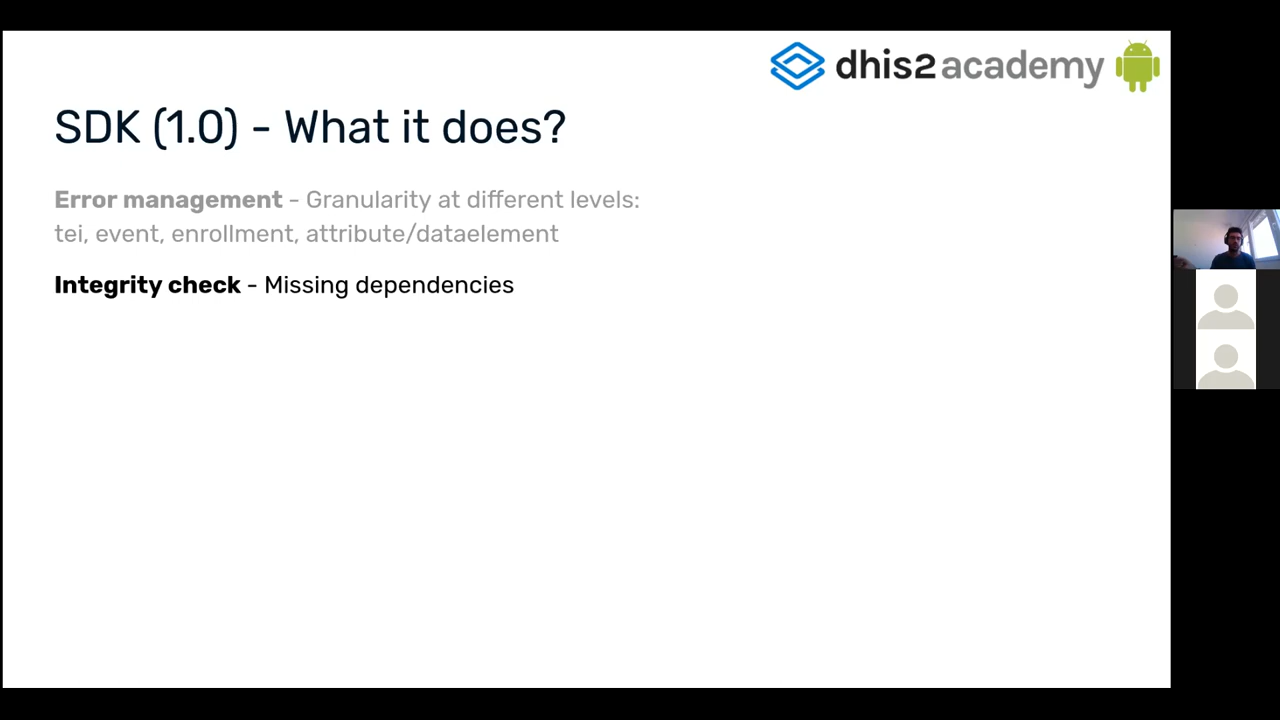 dhis2 academy
SDK (1.0) - What it does?
Error management - Granularity at different levels:
tei, event, enrollment, attribute/dataelement
Integrity check - Missing dependencies